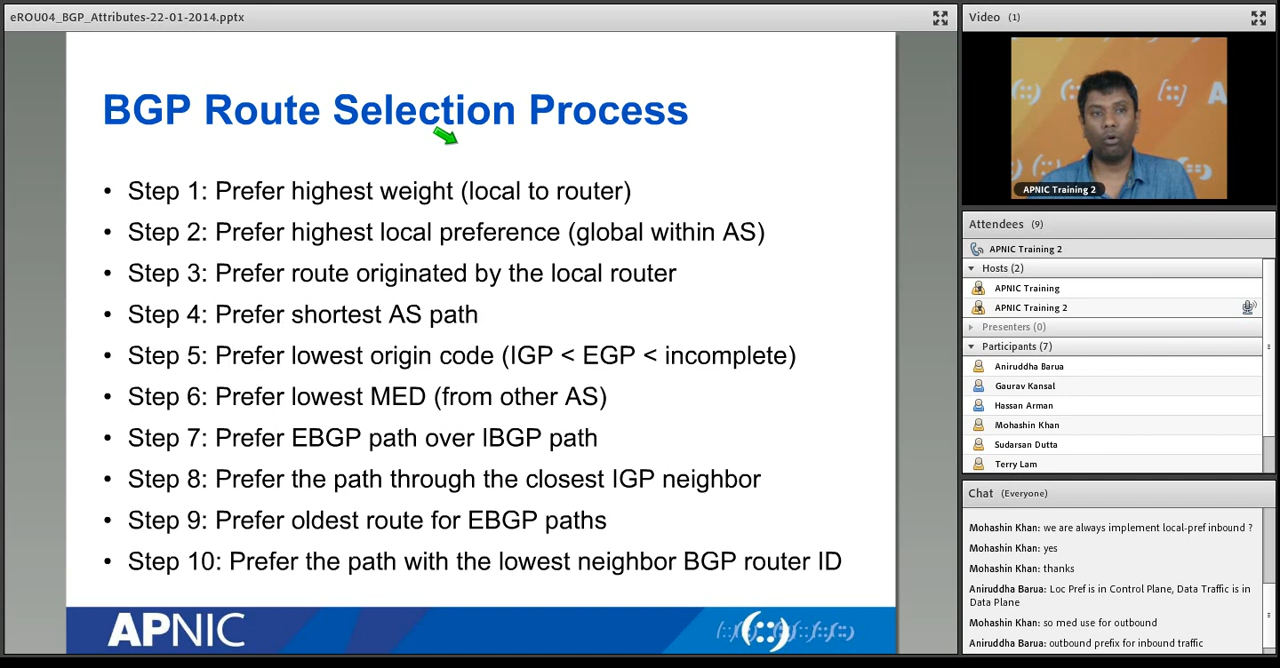 eROU04_BGP_Attributes-22-01-2014.pptx
BGP Route Selection Process
• Step 1: Prefer highest weight (local to router)
• Step 2: Prefer highest local preference (global within AS)
• Step 3: Prefer route originated by the local router
• Step 4: Prefer shortest AS path
• Step 5: Prefer lowest origin code (IGP < EGP < incomplete)
• Step 6: Prefer lowest MED (from other AS)
• Step 7: Prefer EBGP path over IBGP path
• Step 8: Prefer the path through the closest IGP neighbor
• Step 9: Prefer oldest route for EBGP paths
• Step 10: Prefer the path with the lowest neighbor BGP router ID
APNIC
Video (1)
A
APNIC Training 2
Attendees (9)
APNIC Training 2
Hosts (2)
APNIC Training
APNIC Training 2
Presenters (0)
Participants (7)
Aniruddha Barua
Gaurav Kansal
Hassan Arman
Mohashin Khan
Sudarsan Dutta
Terry Lam
Chat (Everyone)
Mohashin Khan: we are always implement local-pref inbound ?
Mohashin Khan: yes
Mohashin Khan: thanks
Aniruddha Barua: Loc Pref is in Control Plane, Data Traffic is in
Data Plane
Mohashin Khan: so med use for outbound
Aniruddha Barua: outbound prefix for inbound traffic